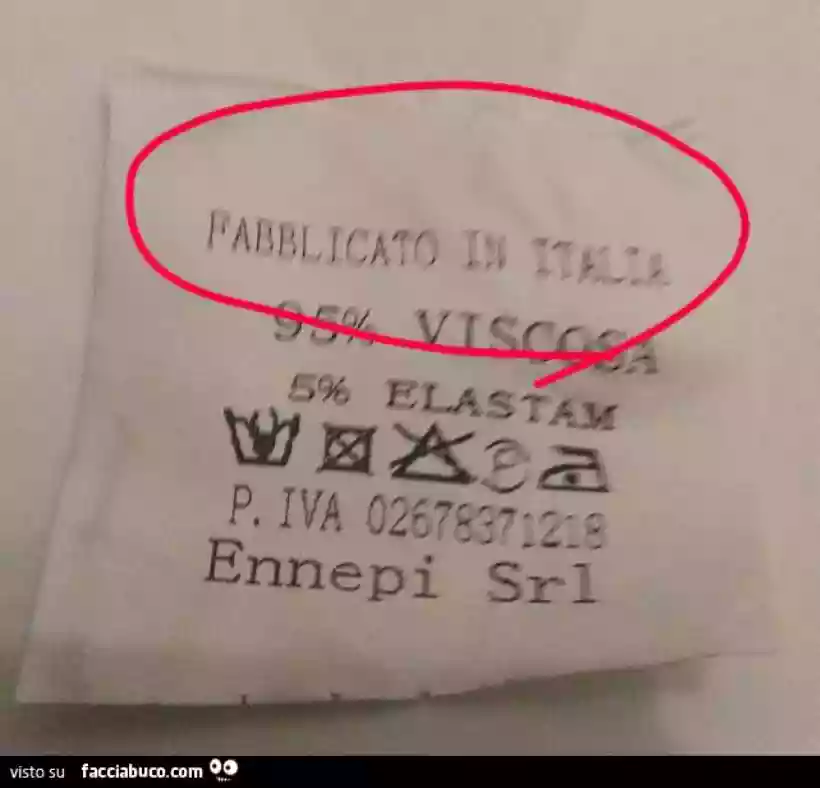 FABBLICATO IN ITALIA
95% VISCOSA
5% ELASTAM
P. IVA 02678371218
Ennepi Srl
visto su facciabuco.com